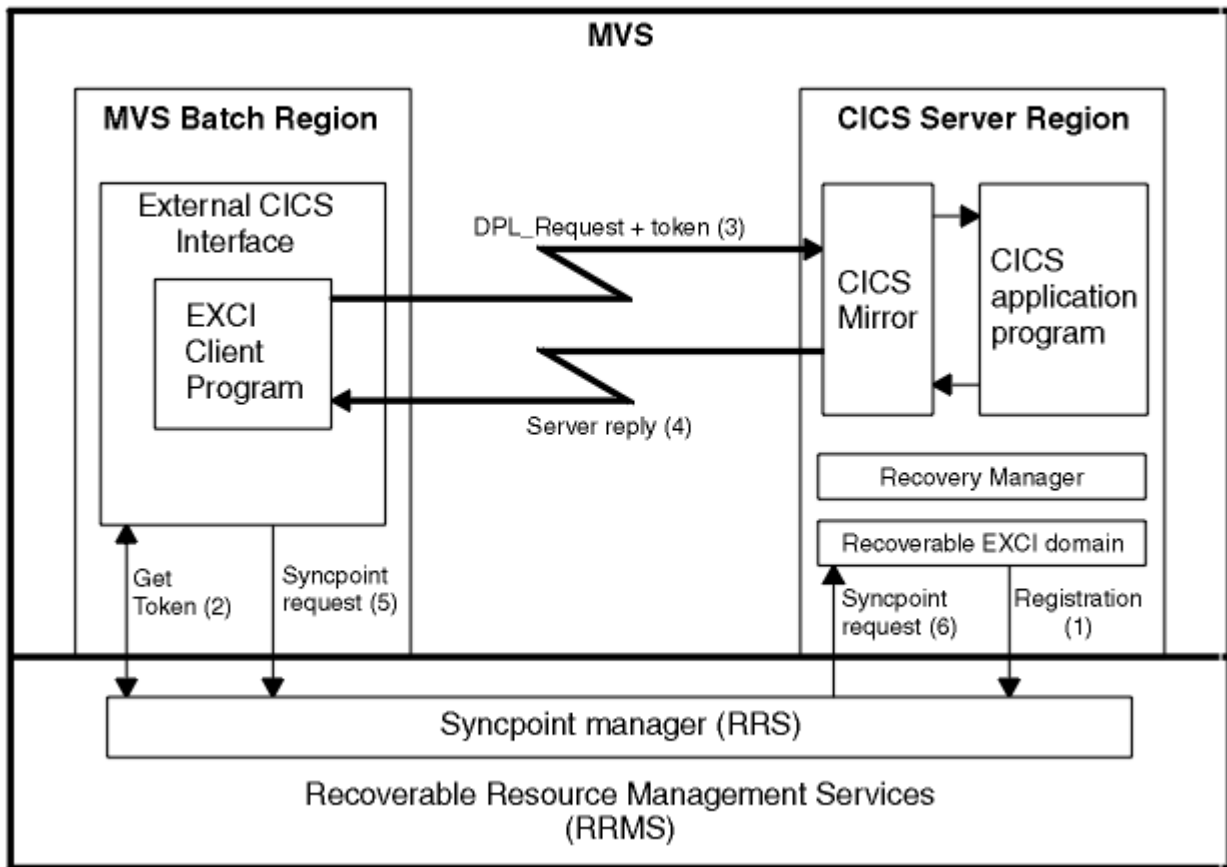 MVS
MVS Batch Region
External CICS
Interface
EXCI
Client
Program
DPL_Request + token (3)
Server reply (4)
CICS Server Region
CICS
Mirror
CICS
application
program
Recovery Manager
Recoverable EXCI domain
Get
Token (2)
Syncpoint
request (5)
Syncpoint
request (6)
Registration
(1)
Syncpoint manager (RRS)
Recoverable Resource Management Services
(RRMS)